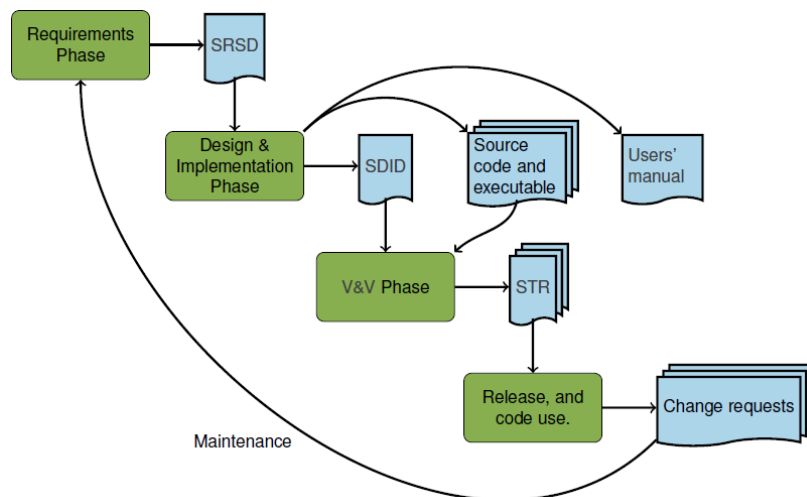 Requirements
Phase
SRSD
Design &
Implementation
Phase
SDID
Source
code and
executable
Users’
manual
V&V Phase
STR
Release, and
code use.
Change requests
Maintenance